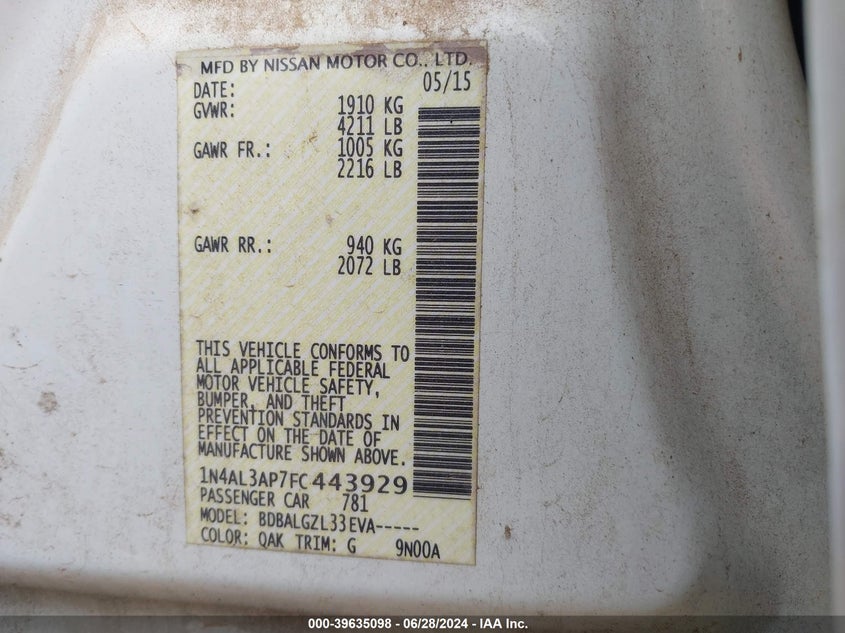 MFD BY NISSAN MOTOR CO., LTD.
DATE: 05/15
GVWR: 1910 KG
4211 LB
GAWR FR.: 1005 KG
2216 LB
GAWR RR.: 940 KG
2072 LB
THIS VEHICLE CONFORMS TO
ALL APPLICABLE FEDERAL
MOTOR VEHICLE SAFETY,
BUMPER, AND THEFT
PREVENTION STANDARDS IN
EFFECT ON THE DATE OF
MANUFACTURE SHOWN ABOVE.
1N4AL3AP7FC443929
PASSENGER CAR 781
MODEL: BDBALGZL33EVA-----
COLOR: QAK TRIM: G 9N00A
000-39635098 - 06/28/2024 - IAA Inc.